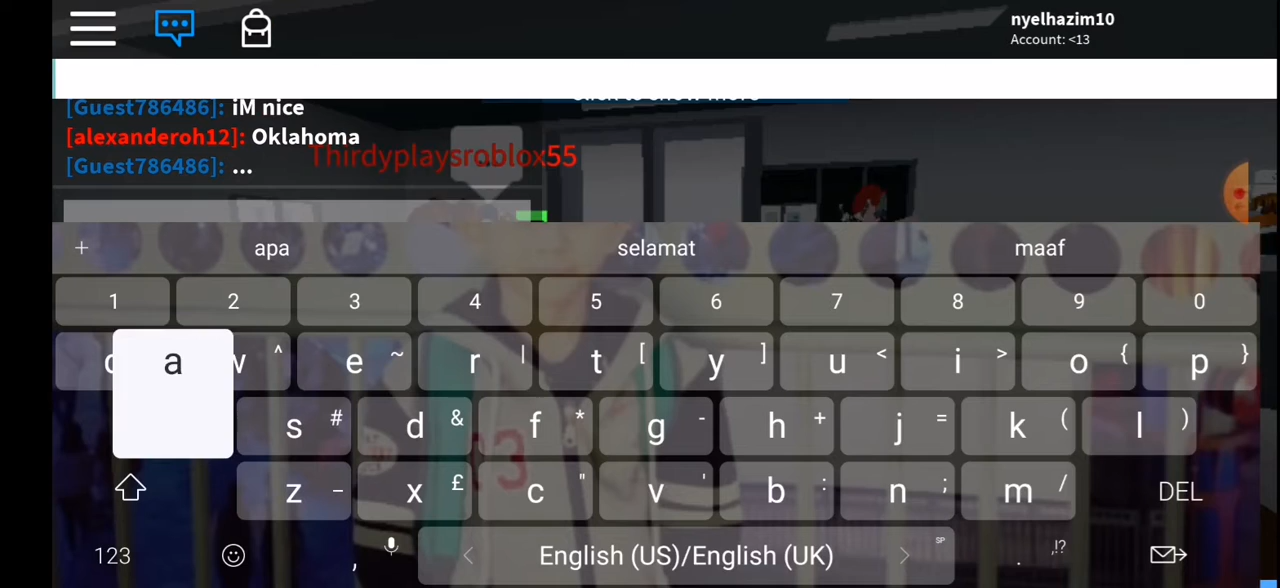 nyelhazim10
Account: <13
[Guest786486]: iM nice
[alexanderoh12]: Oklahoma
[Guest786486]: ...
Thirdyplaysroblox55
+ apa selamat maaf
1 2 3 4 5 6 7 8 9 0
w ^ e ~ r | t [ y ] u < i > o { p }
a s # d & f * g - h + j = k ( l )
z _ x £ c " v ' b : n ; m / DEL
123 , < English (US)/English (UK) > SP . ,!?